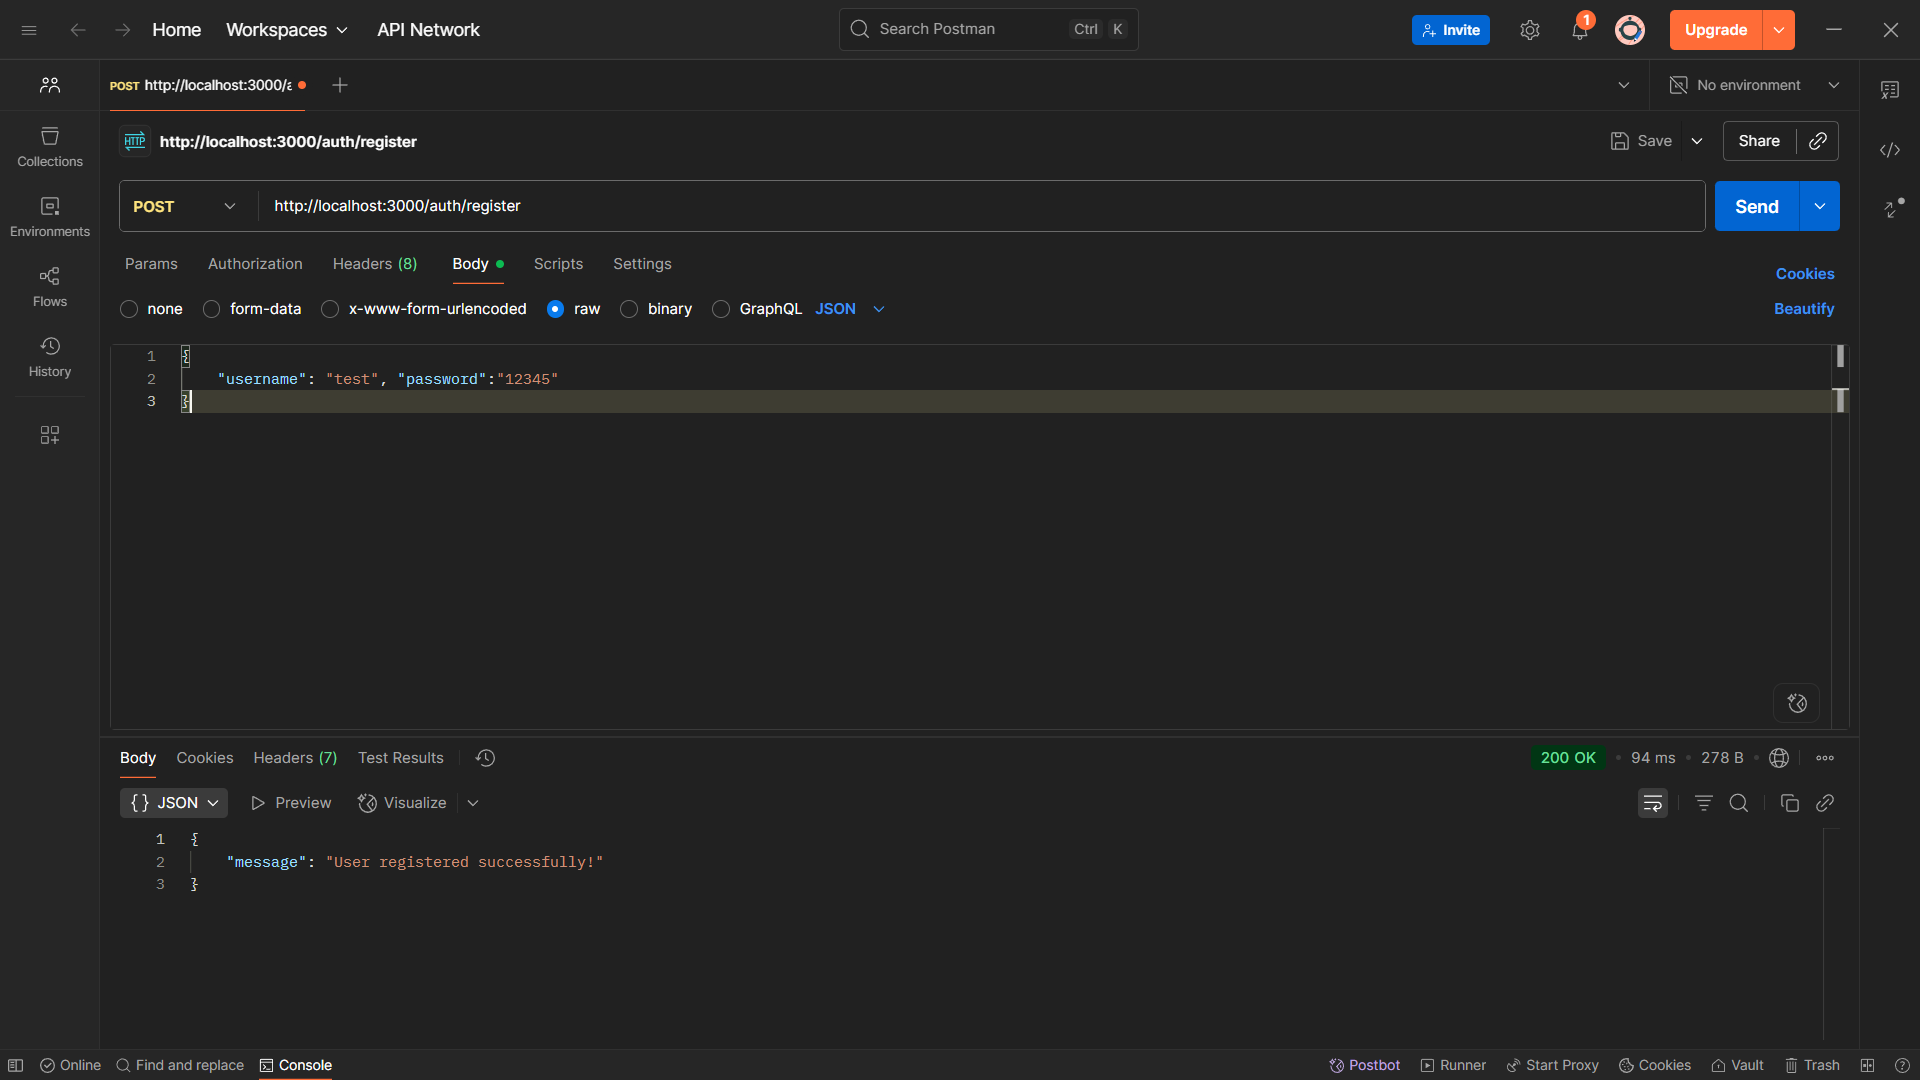 Home Workspaces API Network Search Postman Ctrl K Invite 1 Upgrade
POST http://localhost:3000/a No environment
HTTP http://localhost:3000/auth/register Save Share
Collections
POST http://localhost:3000/auth/register Send
Environments
Params Authorization Headers (8) Body Scripts Settings Cookies
none form-data x-www-form-urlencoded raw binary GraphQL JSON Beautify
Flows
History
1 {
2 "username": "test", "password":"12345"
3 }
Body Cookies Headers (7) Test Results 200 OK • 94 ms • 278 B
{} JSON Preview Visualize
1 {
2 "message": "User registered successfully!"
3 }
Online Find and replace Console Postbot Runner Start Proxy Cookies Vault Trash